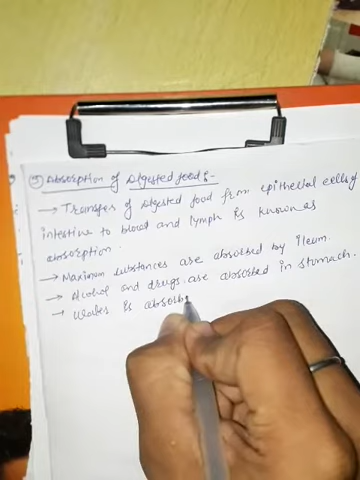 ⑤ Absorption of Digested food :-
→ Transfer of digested food from epithelial cells of
intestine to blood and lymph is known as
absorption.
→ Maximum substances are absorbed by ileum.
→ Alcohol and drugs are absorbed in stomach.
→ Water is absorb